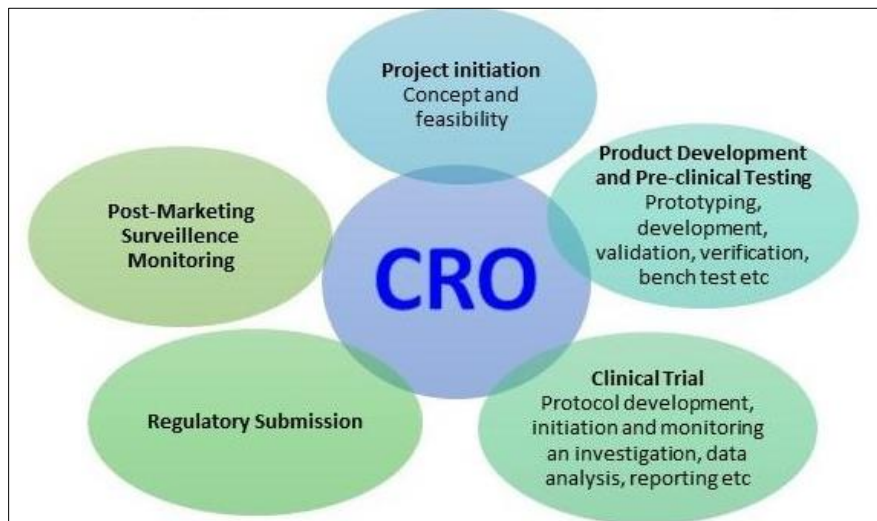 Project initiation
Concept and
feasibility
Product Development
and Pre-clinical Testing
Prototyping,
development,
validation, verification,
bench test etc
CRO
Post-Marketing
Surveillence
Monitoring
Clinical Trial
Protocol development,
initiation and monitoring
an investigation, data
analysis, reporting etc
Regulatory Submission